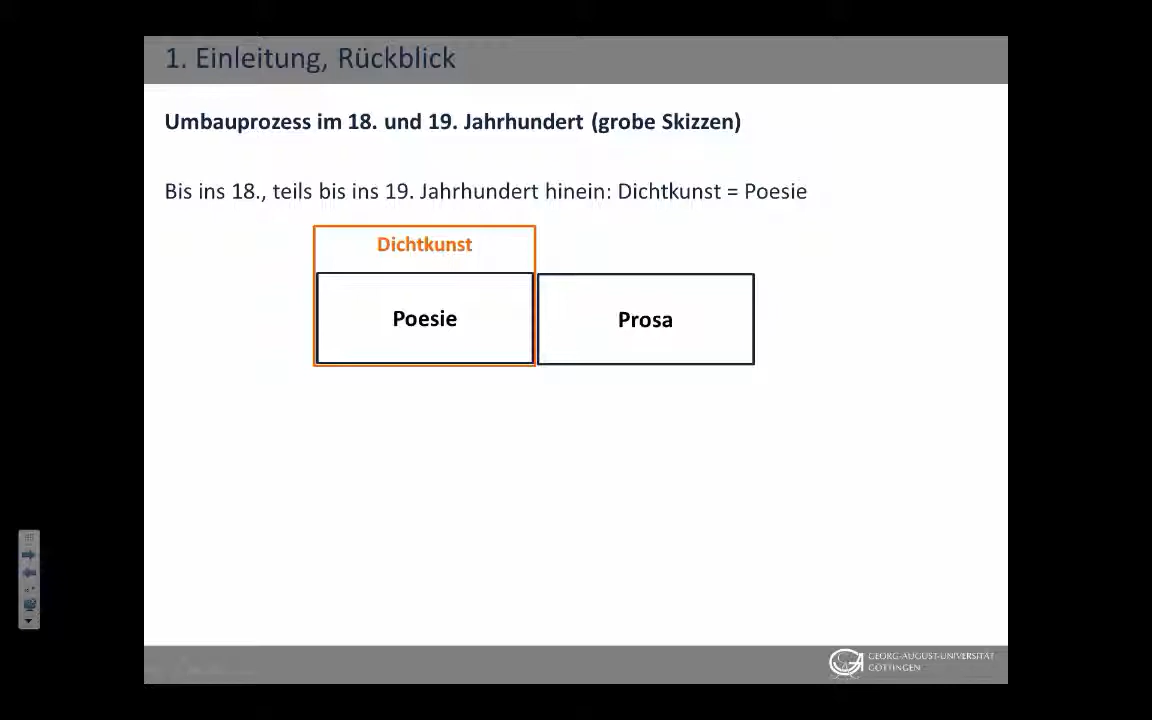 1. Einleitung, Rückblick
Umbauprozess im 18. und 19. Jahrhundert (grobe Skizzen)
Bis ins 18., teils bis ins 19. Jahrhundert hinein: Dichtkunst = Poesie
Dichtkunst
Poesie
Prosa
GEORG-AUGUST-UNIVERSITÄT
GÖTTINGEN